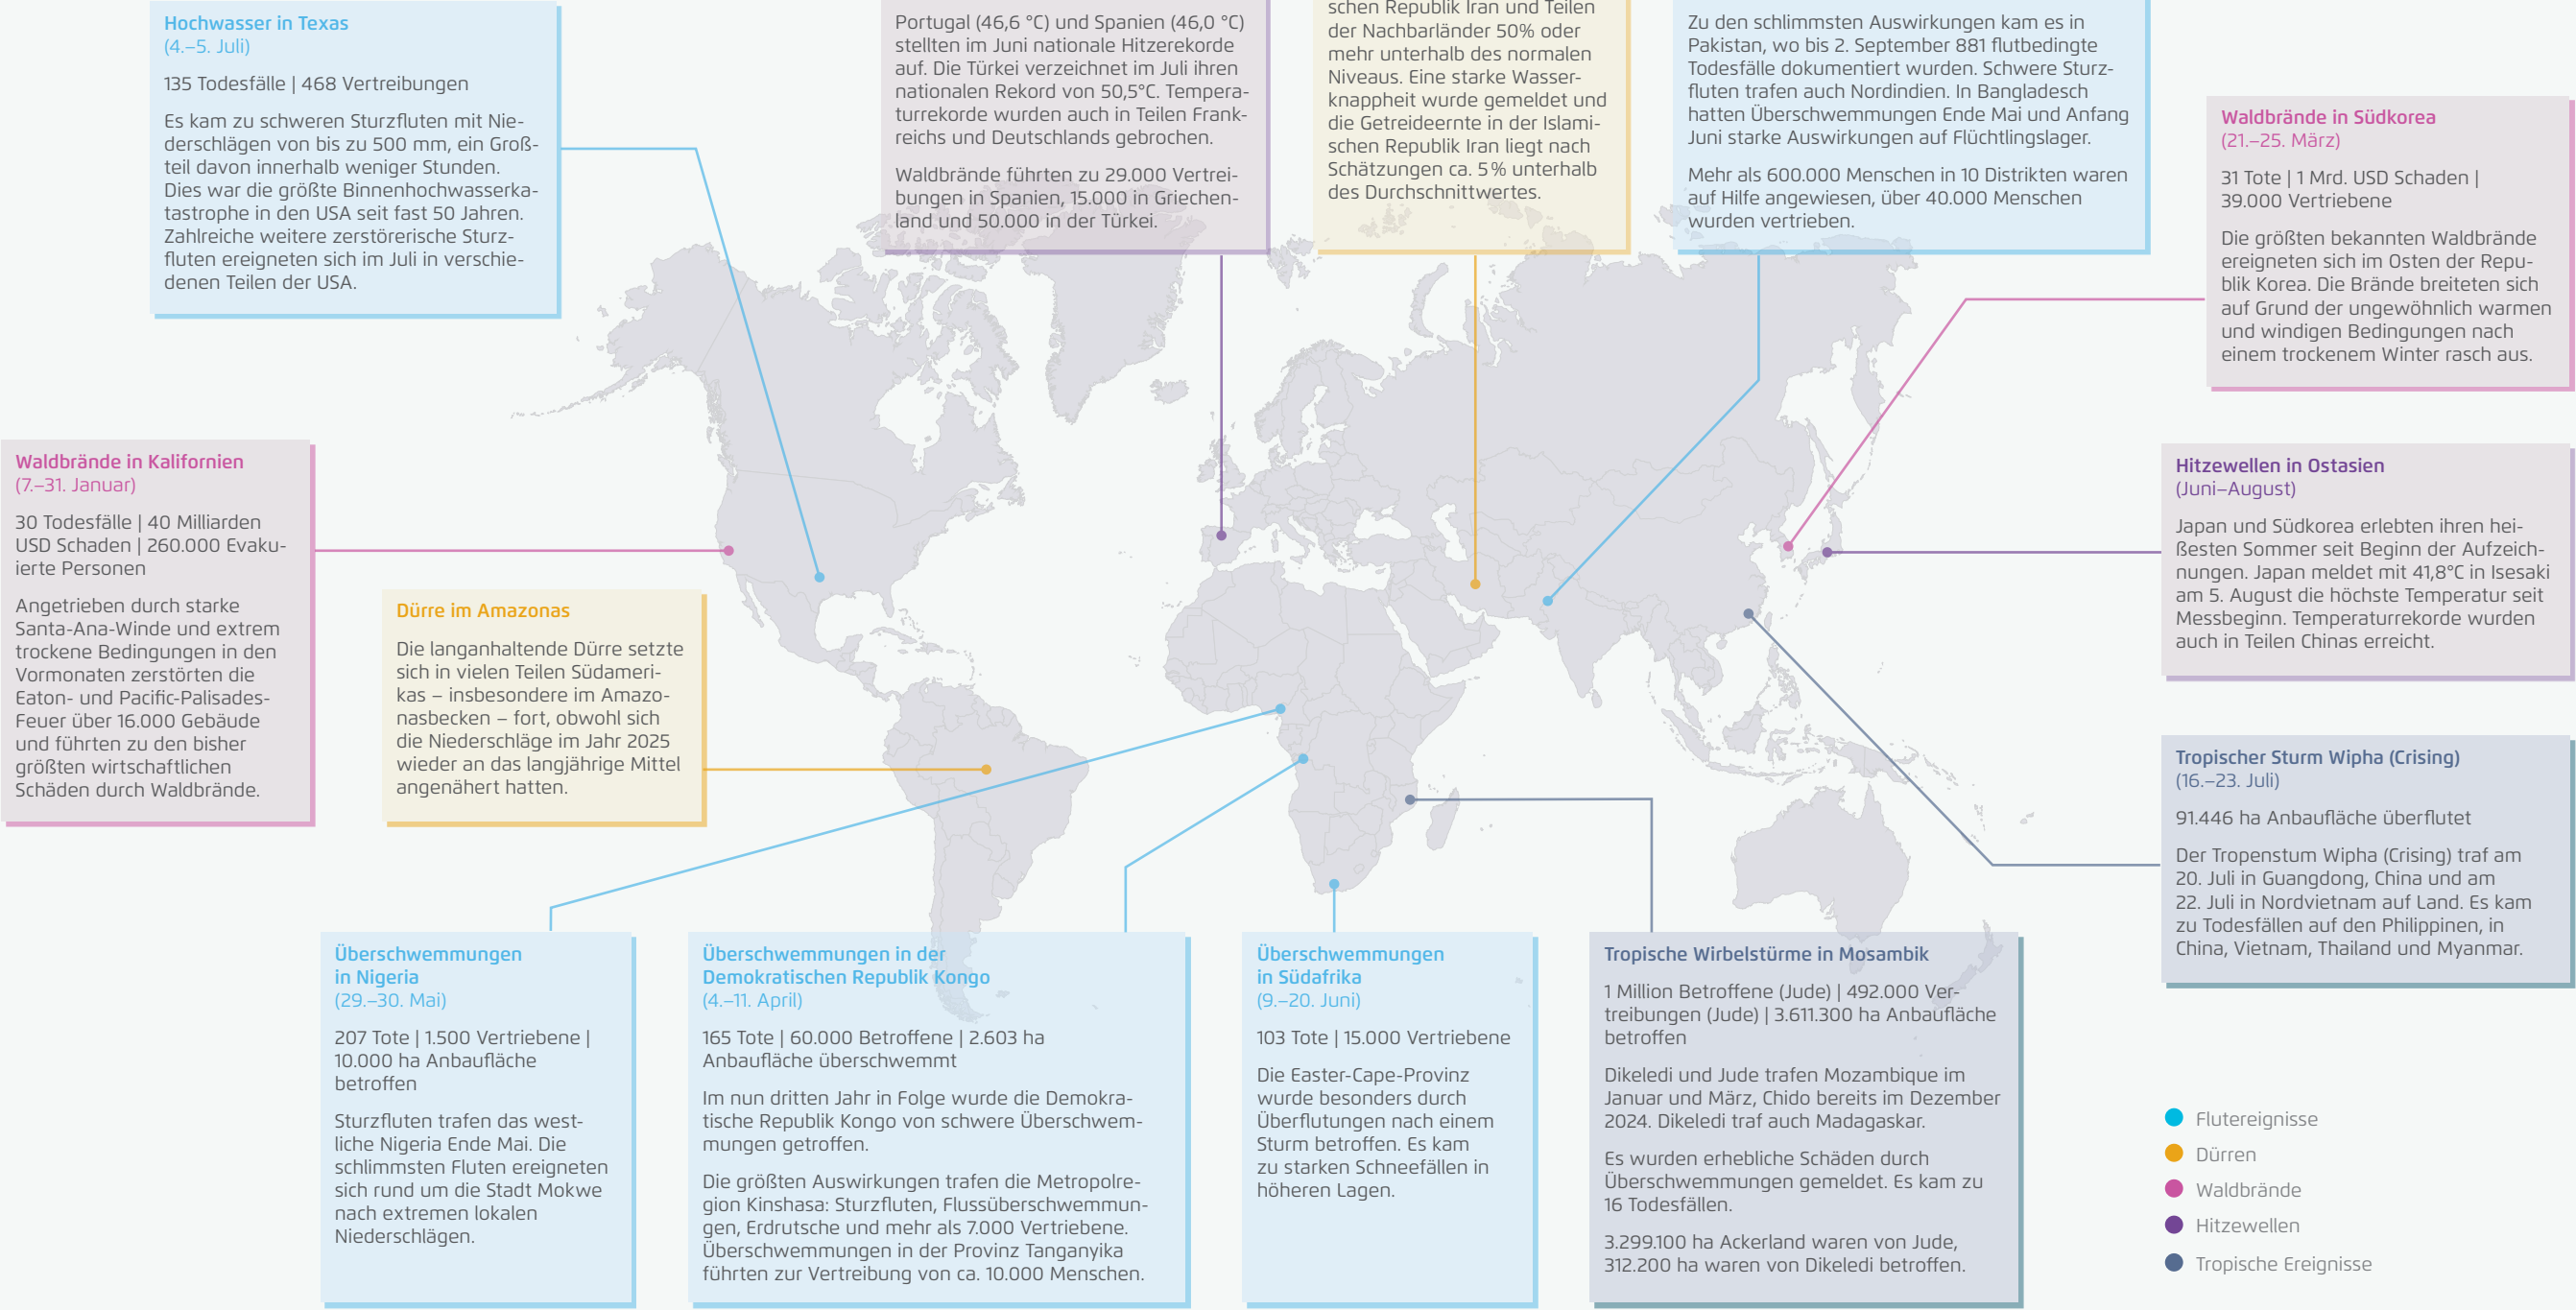 Hochwasser in Texas
(4.–5. Juli)
135 Todesfälle | 468 Vertreibungen
Es kam zu schweren Sturzfluten mit Nie-
derschlägen von bis zu 500 mm, ein Groß-
teil davon innerhalb weniger Stunden.
Dies war die größte Binnenhochwasserka-
tastrophe in den USA seit fast 50 Jahren.
Zahlreiche weitere zerstörerische Sturz-
fluten ereigneten sich im Juli in verschie-
denen Teilen der USA.
Portugal (46,6 °C) und Spanien (46,0 °C)
stellten im Juni nationale Hitzerekorde
auf. Die Türkei verzeichnet im Juli ihren
nationalen Rekord von 50,5°C. Tempera-
turrekorde wurden auch in Teilen Frank-
reichs und Deutschlands gebrochen.
Waldbrände führten zu 29.000 Vertrei-
bungen in Spanien, 15.000 in Griechen-
land und 50.000 in der Türkei.
schen Republik Iran und Teilen
der Nachbarländer 50% oder
mehr unterhalb des normalen
Niveaus. Eine starke Wasser-
knappheit wurde gemeldet und
die Getreideernte in der Islami-
schen Republik Iran liegt nach
Schätzungen ca. 5% unterhalb
des Durchschnittwertes.
Zu den schlimmsten Auswirkungen kam es in
Pakistan, wo bis 2. September 881 flutbedingte
Todesfälle dokumentiert wurden. Schwere Sturz-
fluten trafen auch Nordindien. In Bangladesch
hatten Überschwemmungen Ende Mai und Anfang
Juni starke Auswirkungen auf Flüchtlingslager.
Mehr als 600.000 Menschen in 10 Distrikten waren
auf Hilfe angewiesen, über 40.000 Menschen
wurden vertrieben.
Waldbrände in Südkorea
(21.–25. März)
31 Tote | 1 Mrd. USD Schaden |
39.000 Vertriebene
Die größten bekannten Waldbrände
ereigneten sich im Osten der Repu-
blik Korea. Die Brände breiteten sich
auf Grund der ungewöhnlich warmen
und windigen Bedingungen nach
einem trockenem Winter rasch aus.
Waldbrände in Kalifornien
(7.–31. Januar)
30 Todesfälle | 40 Milliarden
USD Schaden | 260.000 Evaku-
ierte Personen
Angetrieben durch starke
Santa-Ana-Winde und extrem
trockene Bedingungen in den
Vormonaten zerstörten die
Eaton- und Pacific-Palisades-
Feuer über 16.000 Gebäude
und führten zu den bisher
größten wirtschaftlichen
Schäden durch Waldbrände.
Dürre im Amazonas
Die langanhaltende Dürre setzte
sich in vielen Teilen Südameri-
kas – insbesondere im Amazo-
nasbecken – fort, obwohl sich
die Niederschläge im Jahr 2025
wieder an das langjährige Mittel
angenähert hatten.
Hitzewellen in Ostasien
(Juni–August)
Japan und Südkorea erlebten ihren hei-
ßesten Sommer seit Beginn der Aufzeich-
nungen. Japan meldet mit 41,8°C in Isesaki
am 5. August die höchste Temperatur seit
Messbeginn. Temperaturrekorde wurden
auch in Teilen Chinas erreicht.
Tropischer Sturm Wipha (Crising)
(16.–23. Juli)
91.446 ha Anbaufläche überflutet
Der Tropenstum Wipha (Crising) traf am
20. Juli in Guangdong, China und am
22. Juli in Nordvietnam auf Land. Es kam
zu Todesfällen auf den Philippinen, in
China, Vietnam, Thailand und Myanmar.
Überschwemmungen
in Nigeria
(29.–30. Mai)
207 Tote | 1.500 Vertriebene |
10.000 ha Anbaufläche
betroffen
Sturzfluten trafen das west-
liche Nigeria Ende Mai. Die
schlimmsten Fluten ereigneten
sich rund um die Stadt Mokwe
nach extremen lokalen
Niederschlägen.
Überschwemmungen in der
Demokratischen Republik Kongo
(4.–11. April)
165 Tote | 60.000 Betroffene | 2.603 ha
Anbaufläche überschwemmt
Im nun dritten Jahr in Folge wurde die Demokra-
tische Republik Kongo von schwere Überschwem-
mungen getroffen.
Die größten Auswirkungen trafen die Metropolre-
gion Kinshasa: Sturzfluten, Flussüberschwemmun-
gen, Erdrutsche und mehr als 7.000 Vertriebene.
Überschwemmungen in der Provinz Tanganyika
führten zur Vertreibung von ca. 10.000 Menschen.
Überschwemmungen
in Südafrika
(9.–20. Juni)
103 Tote | 15.000 Vertriebene
Die Easter-Cape-Provinz
wurde besonders durch
Überflutungen nach einem
Sturm betroffen. Es kam
zu starken Schneefällen in
höheren Lagen.
Tropische Wirbelstürme in Mosambik
1 Million Betroffene (Jude) | 492.000 Ver-
treibungen (Jude) | 3.611.300 ha Anbaufläche
betroffen
Dikeledi und Jude trafen Mozambique im
Januar und März, Chido bereits im Dezember
2024. Dikeledi traf auch Madagaskar.
Es wurden erhebliche Schäden durch
Überschwemmungen gemeldet. Es kam zu
16 Todesfällen.
3.299.100 ha Ackerland waren von Jude,
312.200 ha waren von Dikeledi betroffen.
Flutereignisse
Dürren
Waldbrände
Hitzewellen
Tropische Ereignisse